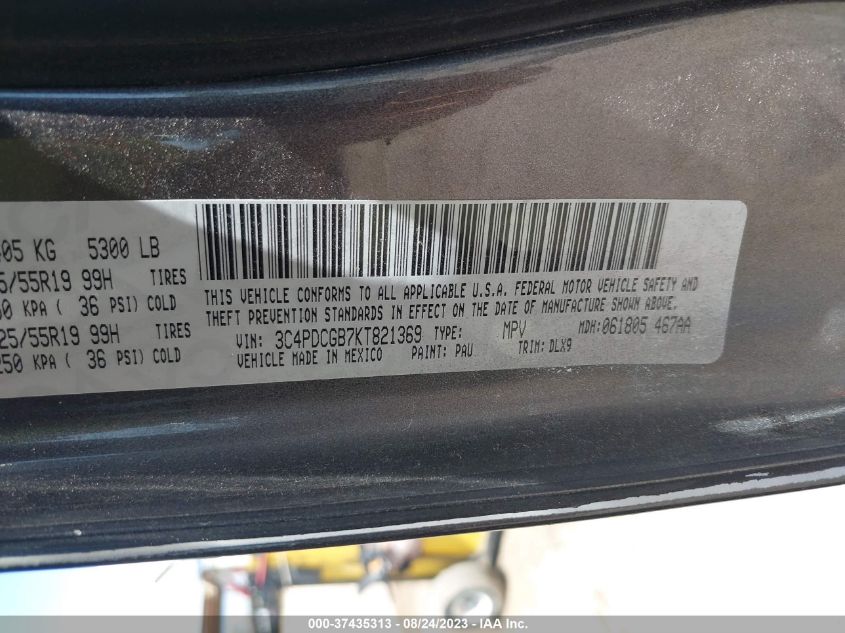 05 KG 5300 LB
5/55R19 99H TIRES
50 KPA ( 36 PSI) COLD
25/55R19 99H TIRES
250 KPA ( 36 PSI) COLD
THIS VEHICLE CONFORMS TO ALL APPLICABLE U.S.A. FEDERAL MOTOR VEHICLE SAFETY AND
THEFT PREVENTION STANDARDS IN EFFECT ON THE DATE OF MANUFACTURE SHOWN ABOVE.
VIN: 3C4PDCGB7KT821369 TYPE: MPV MDH:061805 467AA
VEHICLE MADE IN MEXICO PAINT: PAU TRIM: DLX9
000-37435313 - 08/24/2023 - IAA Inc.